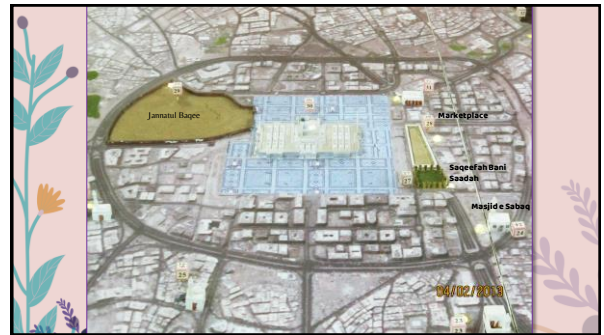 Jannatul Baqee
Marketplace
Saqeefah Bani
Saadah
Masjid e Sabaq
04/02/2013